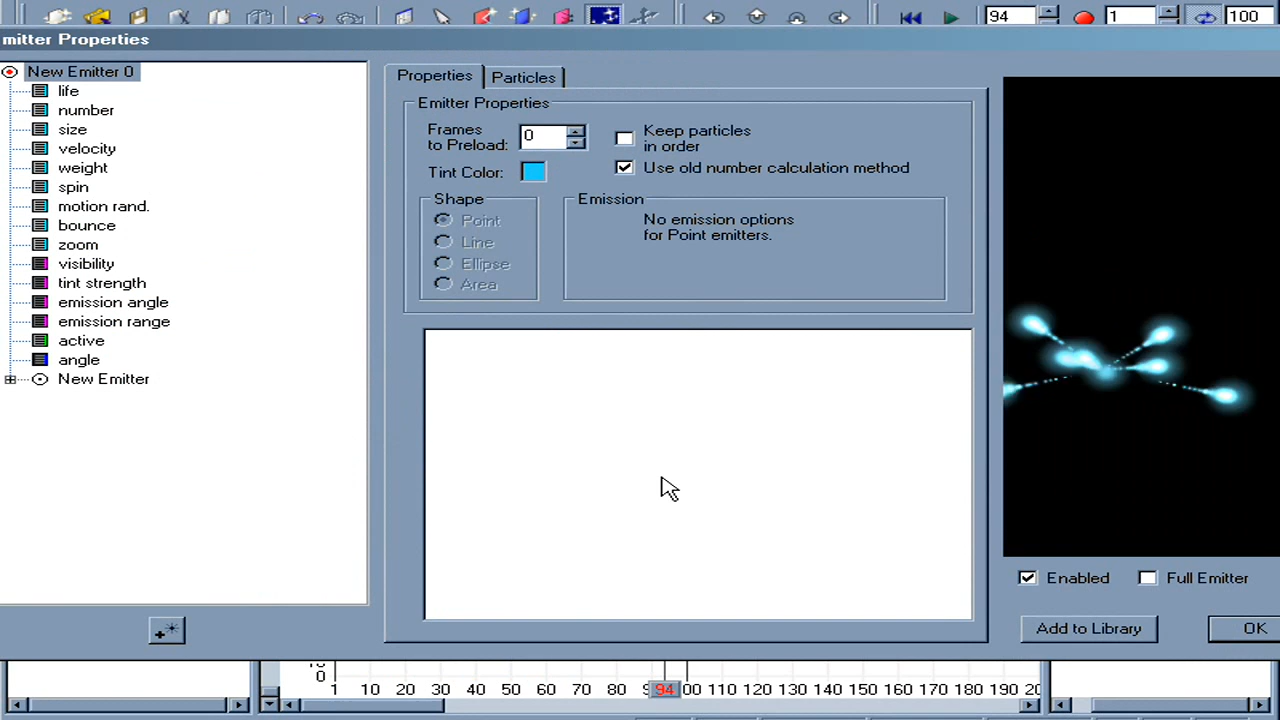 94
1
100
mitter Properties
New Emitter 0
life
number
size
velocity
weight
spin
motion rand.
bounce
zoom
visibility
tint strength
emission angle
emission range
active
angle
New Emitter
Properties
Particles
Emitter Properties
Frames
to Preload:
0
Keep particles
in order
Tint Color:
Use old number calculation method
Shape
Point
Line
Ellipse
Area
Emission
No emission options
for Point emitters.
Enabled
Full Emitter
Add to Library
OK
0
1 10 20 30 40 50 60 70 80 94 00 110 120 130 140 150 160 170 180 190 20